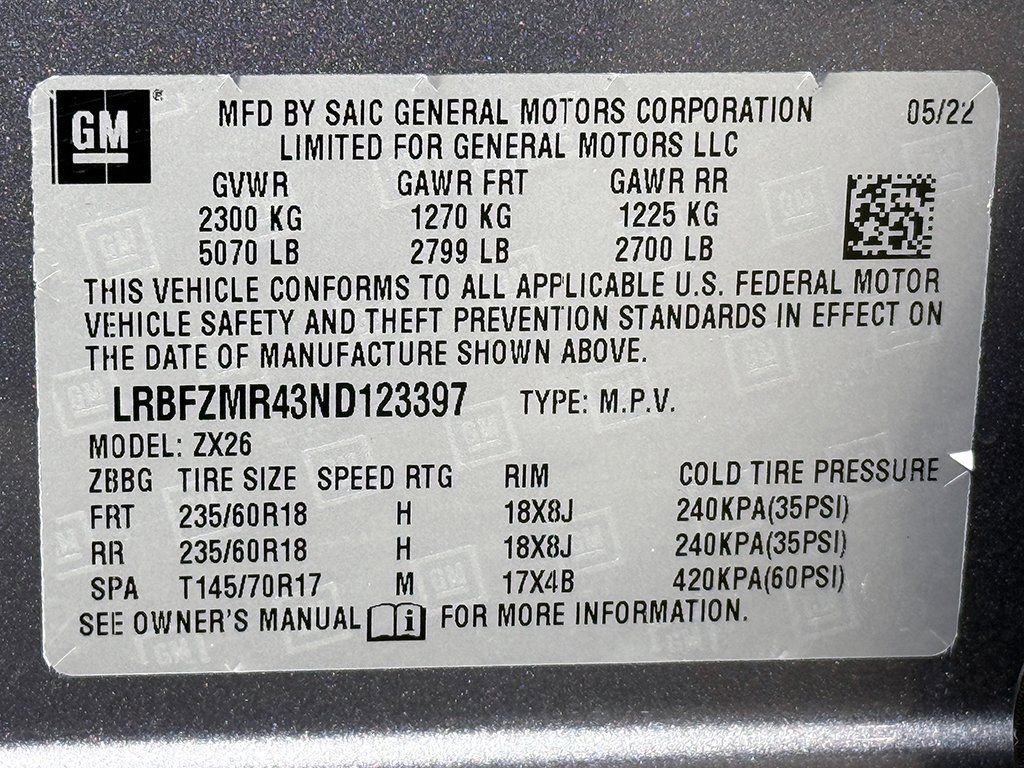 GM ®
MFD BY SAIC GENERAL MOTORS CORPORATION 05/22
LIMITED FOR GENERAL MOTORS LLC
GVWR GAWR FRT GAWR RR
2300 KG 1270 KG 1225 KG
5070 LB 2799 LB 2700 LB
THIS VEHICLE CONFORMS TO ALL APPLICABLE U.S. FEDERAL MOTOR
VEHICLE SAFETY AND THEFT PREVENTION STANDARDS IN EFFECT ON
THE DATE OF MANUFACTURE SHOWN ABOVE.
LRBFZMR43ND123397 TYPE: M.P.V.
MODEL: ZX26
ZBBG TIRE SIZE SPEED RTG RIM COLD TIRE PRESSURE
FRT 235/60R18 H 18X8J 240KPA(35PSI)
RR 235/60R18 H 18X8J 240KPA(35PSI)
SPA T145/70R17 M 17X4B 420KPA(60PSI)
SEE OWNER'S MANUAL i FOR MORE INFORMATION.